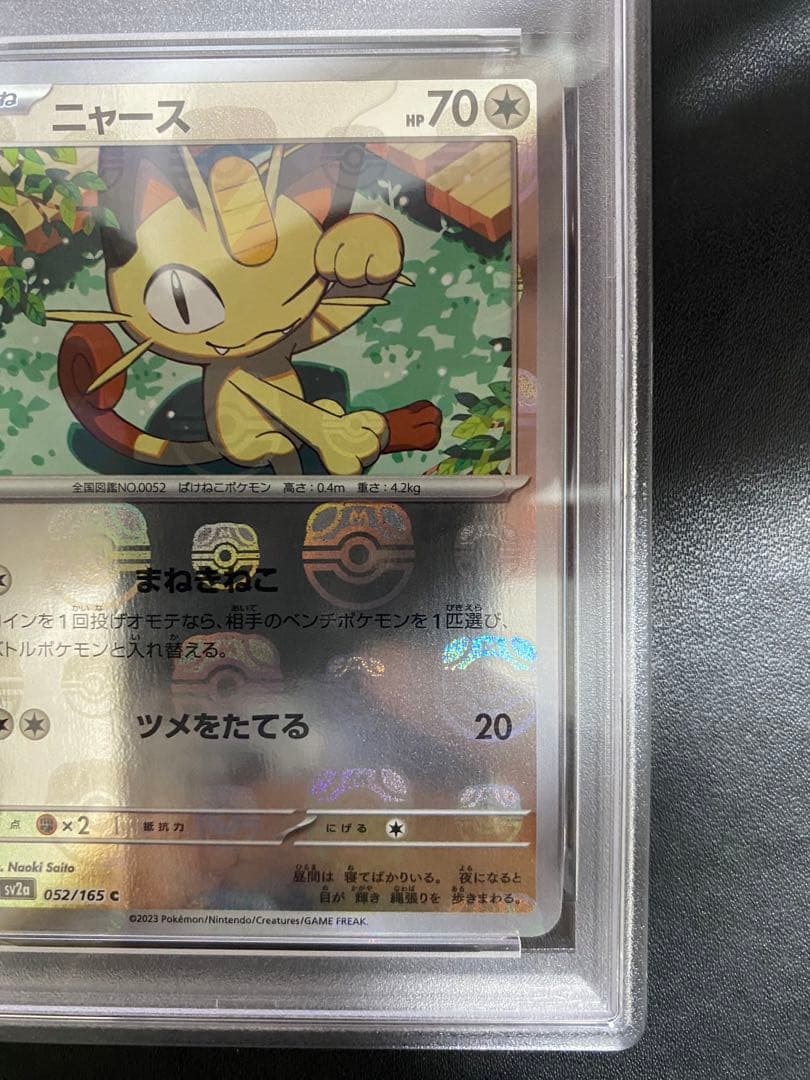 ね ニャース HP 70
全国図鑑NO.0052 ばけねこポケモン 高さ:0.4m 重さ:4.2kg
M
まねきねこ
インを1回投げオモテなら、相手のベンチポケモンを1匹選び、
トルポケモンと入れ替える。
ツメをたてる 20
点 ×2 抵抗力 にげる
. Naoki Saito
昼間は 寝てばかりいる。 夜になると
目が 輝き 縄張りを 歩きまわる。
sv2a 052/165 C
©2023 Pokémon/Nintendo/Creatures/GAME FREAK.